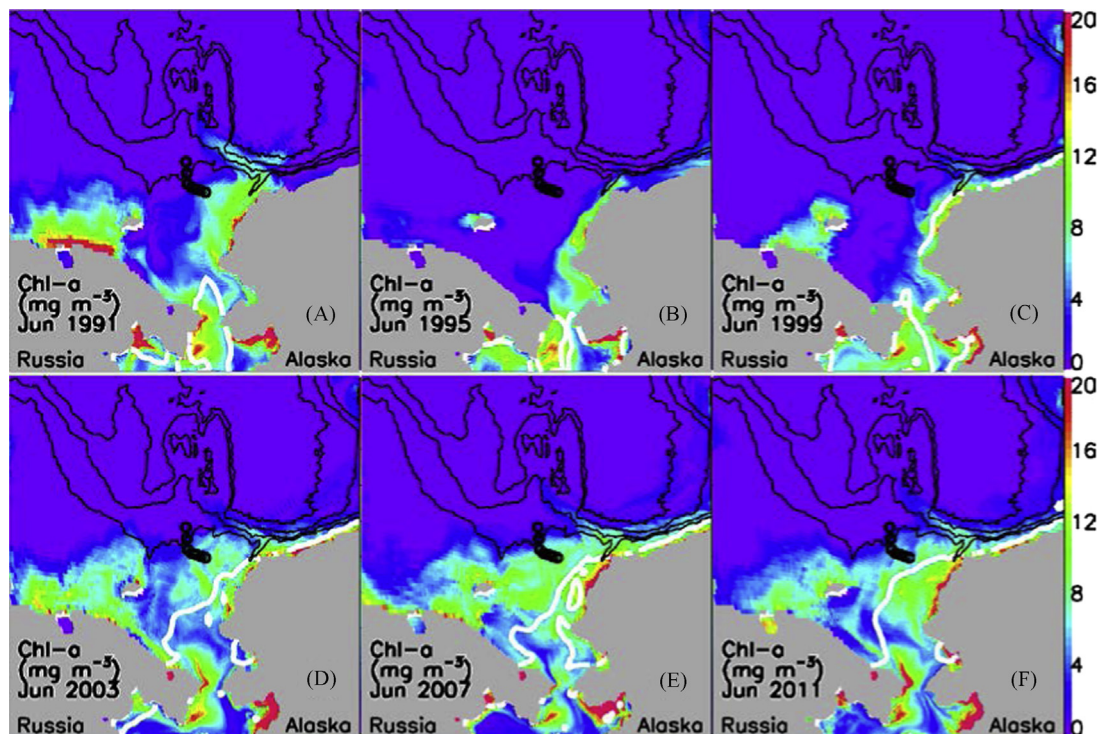 20
16
12
8
4
0
Chl-a
(mg m⁻³)
Jun 1991
(A)
Russia
Alaska
Chl-a
(mg m⁻³)
Jun 1995
(B)
Russia
Alaska
Chl-a
(mg m⁻³)
Jun 1999
(C)
Russia
Alaska
20
16
12
8
4
0
Chl-a
(mg m⁻³)
Jun 2003
(D)
Russia
Alaska
Chl-a
(mg m⁻³)
Jun 2007
(E)
Russia
Alaska
Chl-a
(mg m⁻³)
Jun 2011
(F)
Russia
Alaska